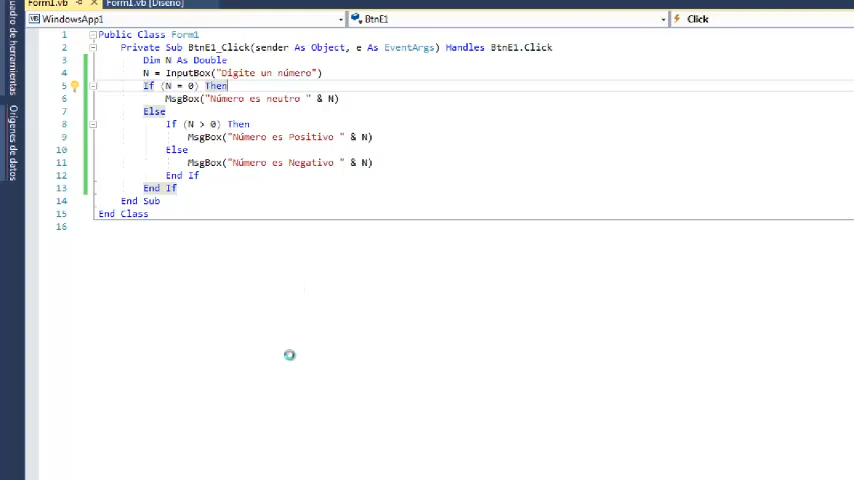 Form1.vb Form1.vb [Diseño]
WindowsApp1 BtnE1 Click
uadro de herramientas
Orígenes de datos
1 Public Class Form1
2 Private Sub BtnE1_Click(sender As Object, e As EventArgs) Handles BtnE1.Click
3 Dim N As Double
4 N = InputBox("Digite un número")
5 If (N = 0) Then
6 MsgBox("Número es neutro " & N)
7 Else
8 If (N > 0) Then
9 MsgBox("Número es Positivo " & N)
10 Else
11 MsgBox("Número es Negativo " & N)
12 End If
13 End If
14 End Sub
15 End Class
16